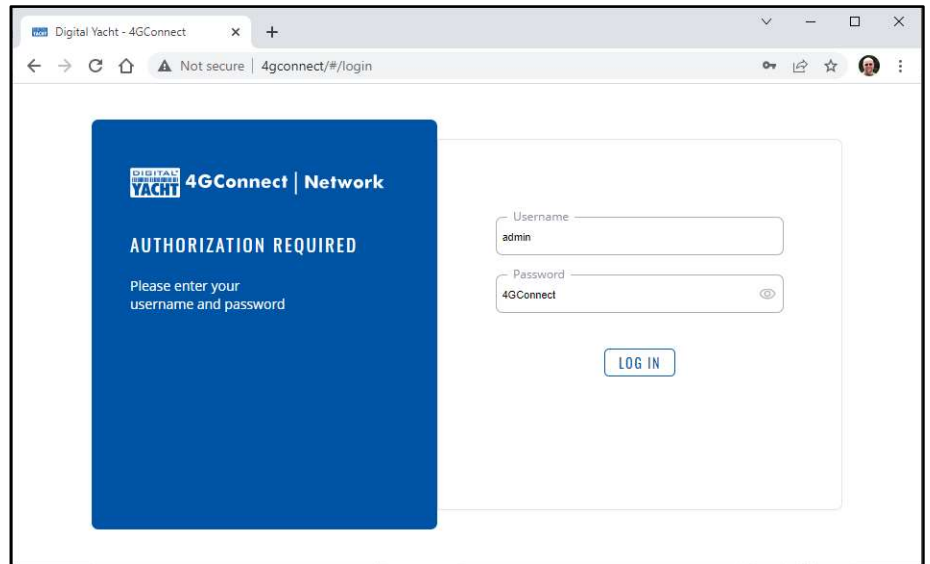 Digital Yacht - 4GConnect
Not secure | 4gconnect/#/login
DIGITAL
YACHT
4GConnect | Network
AUTHORIZATION REQUIRED
Please enter your
username and password
Username
admin
Password
4GConnect
LOG IN